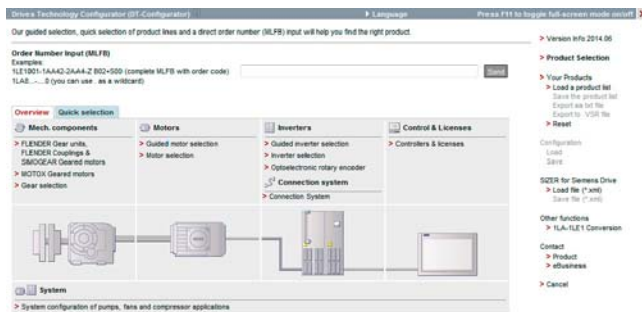 Drives Technology Configurator (DT-Configurator)
Language
Press F11 to toggle full-screen mode on/off
Our guided selection, quick selection of product lines and a direct order number (MLFB) input will help you find the right product.
Order Number Input (MLFB)
Examples:
1LE1001-1AA42-2AA4-Z B02+S00 (complete MLFB with order code)
(you can use . as a wildcard)
Send
Overview
Quick selection
Mech. components
FLENDER Gear units,
FLENDER Couplings &
SIMOGEAR Geared motors
MOTOX Geared motors
Gear selection
Motors
Guided motor selection
Motor selection
Inverters
Guided inverter selection
Inverter selection
Optoelectronic rotary encoder
Connection system
Connection System
Control & Licenses
Controllers & licenses
System
System configuration of pumps, fans and compressor applications
Version Info 2014.06
Product Selection
Your Products
Load a product list
Save the product list
Export as txt file
Export to .VSR file
Reset
Configuration
Load
Save
SIZER for Siemens Drive
Load file (*.xml)
Save file (*.xml)
Other functions
1LA-1LE1 Conversion
Contact
Product
eBusiness
Cancel